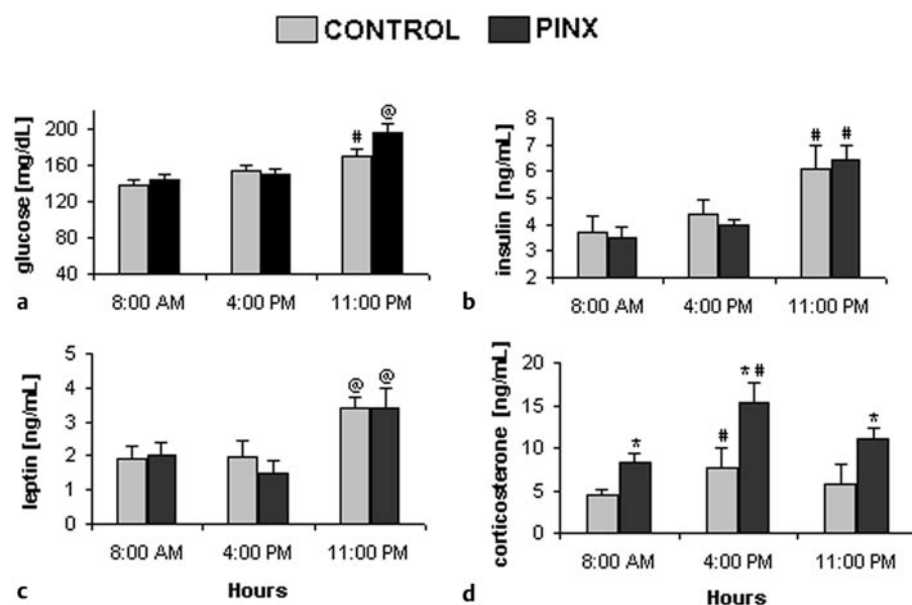 CONTROL PINX
glucose [mg/dL]
200
160
120
80
40
# @
8:00 AM 4:00 PM 11:00 PM
a
insulin [ng/mL]
8
7
6
5
4
3
2
# #
8:00 AM 4:00 PM 11:00 PM
b
leptin [ng/mL]
5
4
3
2
1
0
@ @
8:00 AM 4:00 PM 11:00 PM
Hours
c
corticosterone [ng/mL]
20
15
10
5
0
* # *# *
8:00 AM 4:00 PM 11:00 PM
Hours
d